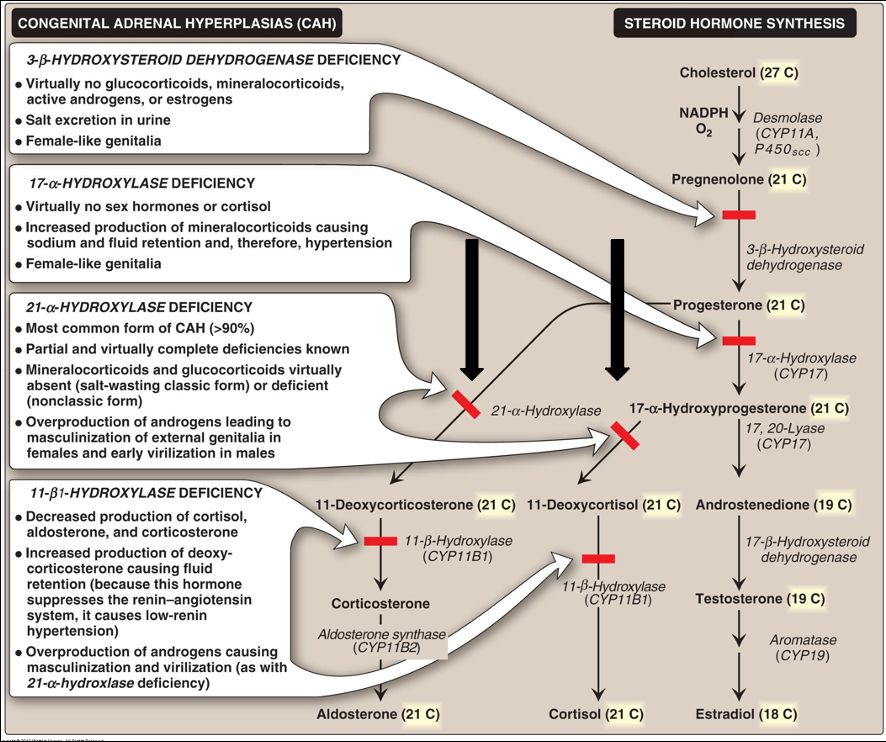 CONGENITAL ADRENAL HYPERPLASIAS (CAH)
3-β-HYDROXYSTEROID DEHYDROGENASE DEFICIENCY
● Virtually no glucocorticoids, mineralocorticoids,
active androgens, or estrogens
● Salt excretion in urine
● Female-like genitalia
17-α-HYDROXYLASE DEFICIENCY
● Virtually no sex hormones or cortisol
● Increased production of mineralocorticoids causing
sodium and fluid retention and, therefore, hypertension
● Female-like genitalia
21-α-HYDROXYLASE DEFICIENCY
● Most common form of CAH (>90%)
● Partial and virtually complete deficiencies known
● Mineralocorticoids and glucocorticoids virtually
absent (salt-wasting classic form) or deficient
(nonclassic form)
● Overproduction of androgens leading to
masculinization of external genitalia in
females and early virilization in males
11-β1-HYDROXYLASE DEFICIENCY
● Decreased production of cortisol,
aldosterone, and corticosterone
● Increased production of deoxy-
corticosterone causing fluid
retention (because this hormone
suppresses the renin–angiotensin
system, it causes low-renin
hypertension)
● Overproduction of androgens causing
masculinization and virilization (as with
21-α-hydroxlase deficiency)
STEROID HORMONE SYNTHESIS
Cholesterol (27 C)
NADPH
O2
Desmolase
(CYP11A,
P450scc )
Pregnenolone (21 C)
3-β-Hydroxysteroid
dehydrogenase
Progesterone (21 C)
17-α-Hydroxylase
(CYP17)
21-α-Hydroxylase
17-α-Hydroxyprogesterone (21 C)
17, 20-Lyase
(CYP17)
11-Deoxycorticosterone (21 C)
11-Deoxycortisol (21 C)
Androstenedione (19 C)
11-β-Hydroxylase
(CYP11B1)
11-β-Hydroxylase
(CYP11B1)
17-β-Hydroxysteroid
dehydrogenase
Corticosterone
Testosterone (19 C)
Aldosterone synthase
(CYP11B2)
Aromatase
(CYP19)
Aldosterone (21 C)
Cortisol (21 C)
Estradiol (18 C)